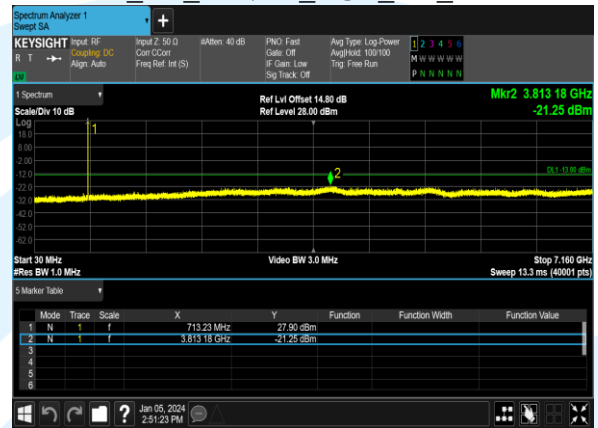 Spectrum Analyzer 1
Swept SA
+
KEYSIGHT Input: RF Input Z: 50 Ω #Atten: 40 dB PNO: Fast Avg Type: Log-Power 1 2 3 4 5 6
R T Coupling: DC Corr CCorr Gate: Off Avg|Hold: 100/100 M W W W W W
Align: Auto Freq Ref: Int (S) IF Gain: Low Trig: Free Run
LV Sig Track: Off P N N N N N
1 Spectrum Ref Lvl Offset 14.80 dB Mkr2 3.813 18 GHz
Scale/Div 10 dB Ref Level 28.00 dBm -21.25 dBm
Log
18.0 1
8.00
-2.00
-12.0 2 DL1 -13.00 dBm
-22.0
-32.0
-42.0
-52.0
-62.0
Start 30 MHz Video BW 3.0 MHz Stop 7.160 GHz
#Res BW 1.0 MHz Sweep 13.3 ms (40001 pts)
5 Marker Table
Mode Trace Scale X Y Function Function Width Function Value
1 N 1 f 713.23 MHz 27.90 dBm
2 N 1 f 3.813 18 GHz -21.25 dBm
3
4
5
6
? Jan 05, 2024
2:51:23 PM